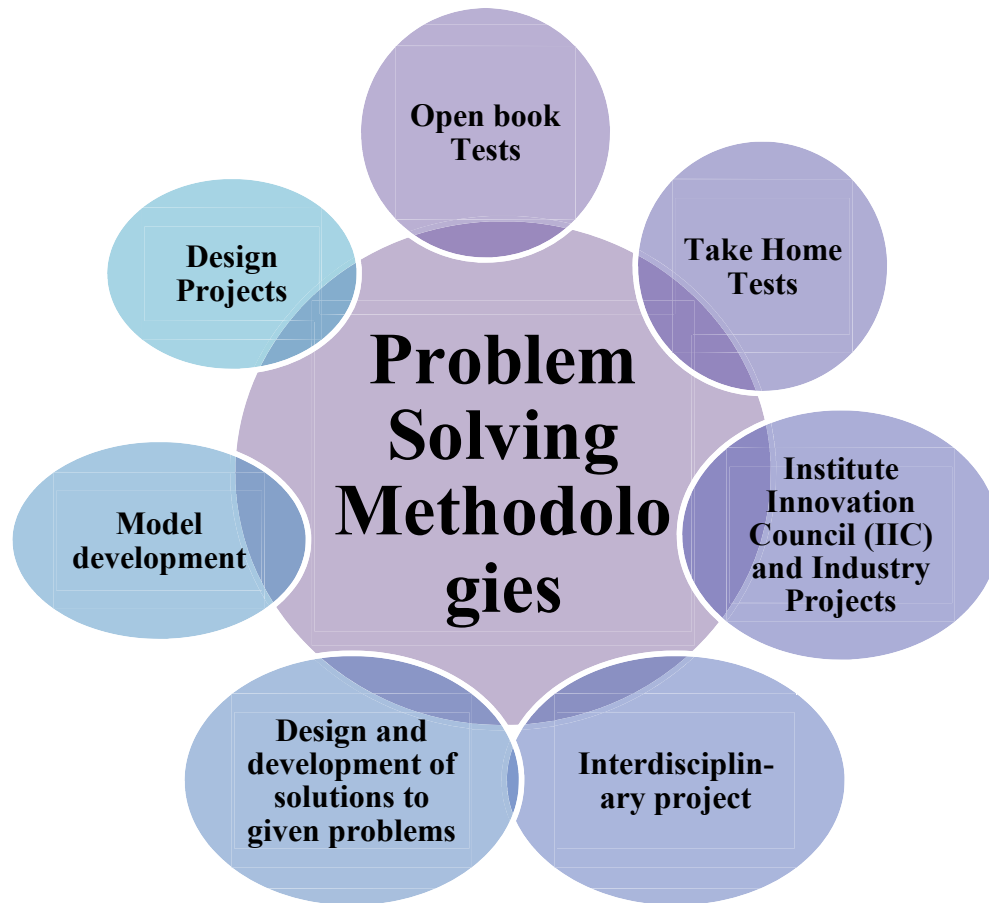 Open book
Tests
Take Home
Tests
Institute
Innovation
Council (IIC)
and Industry
Projects
Interdisciplin-
ary project
Design and
development of
solutions to
given problems
Model
development
Design
Projects
Problem
Solving
Methodolo
gies